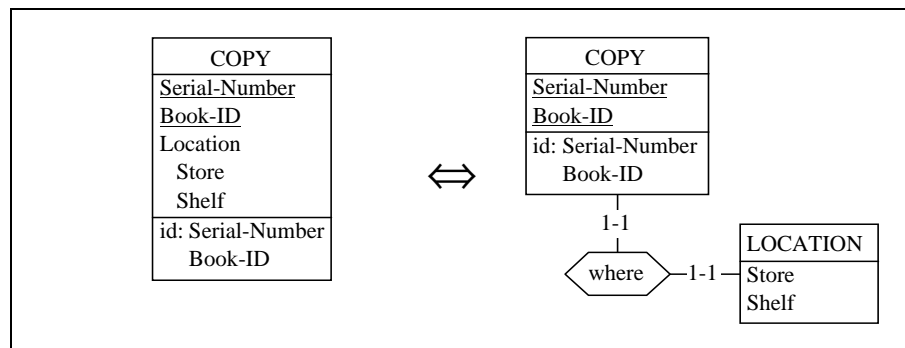 COPY
Serial-Number
Book-ID
Location
Store
Shelf
id: Serial-Number
Book-ID
COPY
Serial-Number
Book-ID
id: Serial-Number
Book-ID
1-1
where
1-1
LOCATION
Store
Shelf